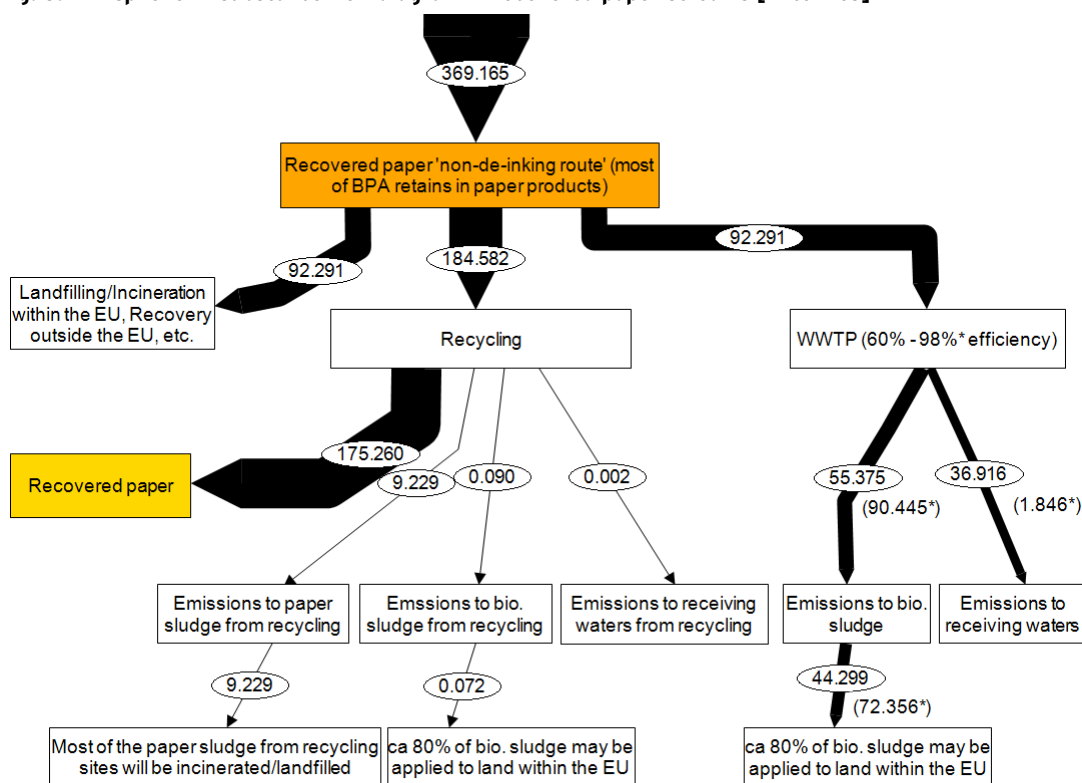 369.165
Recovered paper 'non-de-inking route' (most
of BPA retains in paper products)
92.291
184.582
92.291
Landfilling/Incineration
within the EU, Recovery
outside the EU, etc.
Recycling
WWTP (60% - 98%* efficiency)
175.260
9.229
0.090
0.002
55.375
36.916
(90.445*)
(1.846*)
Recovered paper
Emissions to paper
sludge from recycling
Emssions to bio.
sludge from recycling
Emissions to receiving
waters from recycling
Emissions to bio.
sludge
Emissions to
receiving waters
9.229
0.072
44.299
(72.356*)
Most of the paper sludge from recycling
sites will be incinerated/landfilled
ca 80% of bio. sludge may be
applied to land within the EU
ca 80% of bio. sludge may be
applied to land within the EU